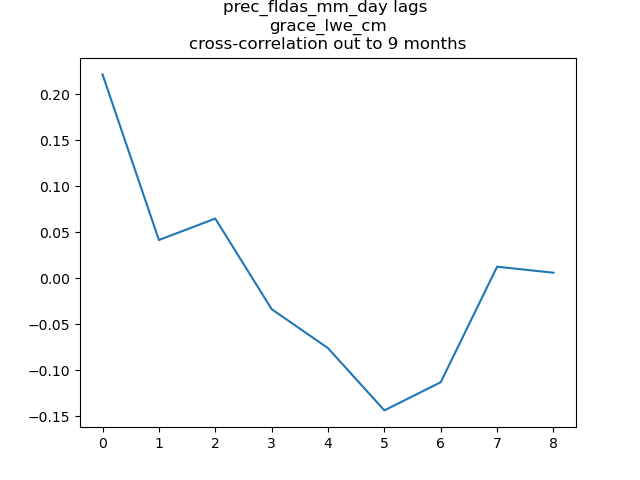 prec_fldas_mm_day lags
grace_lwe_cm
cross-correlation out to 9 months
0.20
0.15
0.10
0.05
0.00
−0.05
−0.10
−0.15
0 1 2 3 4 5 6 7 8